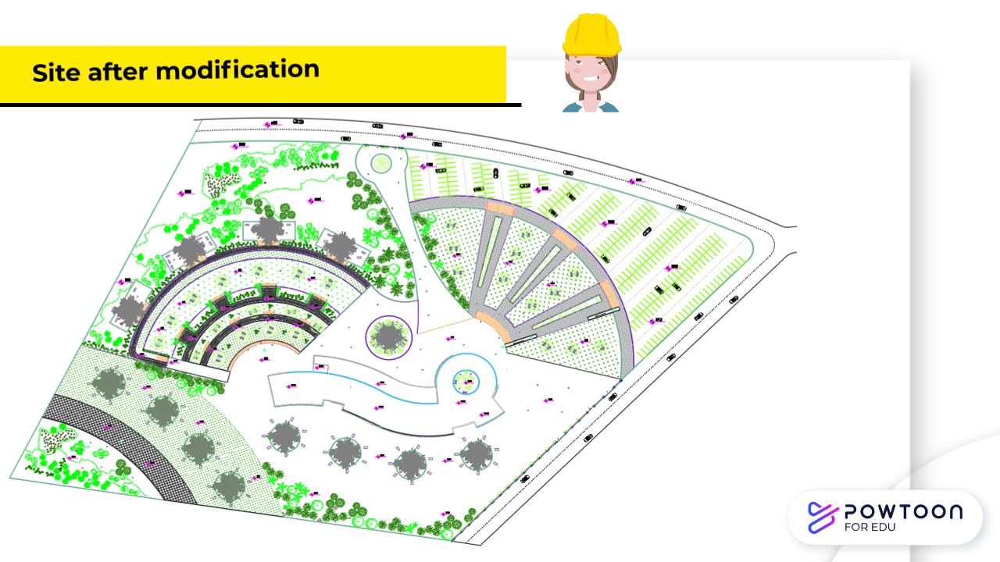 Site after modification
POWTOON
FOR EDU